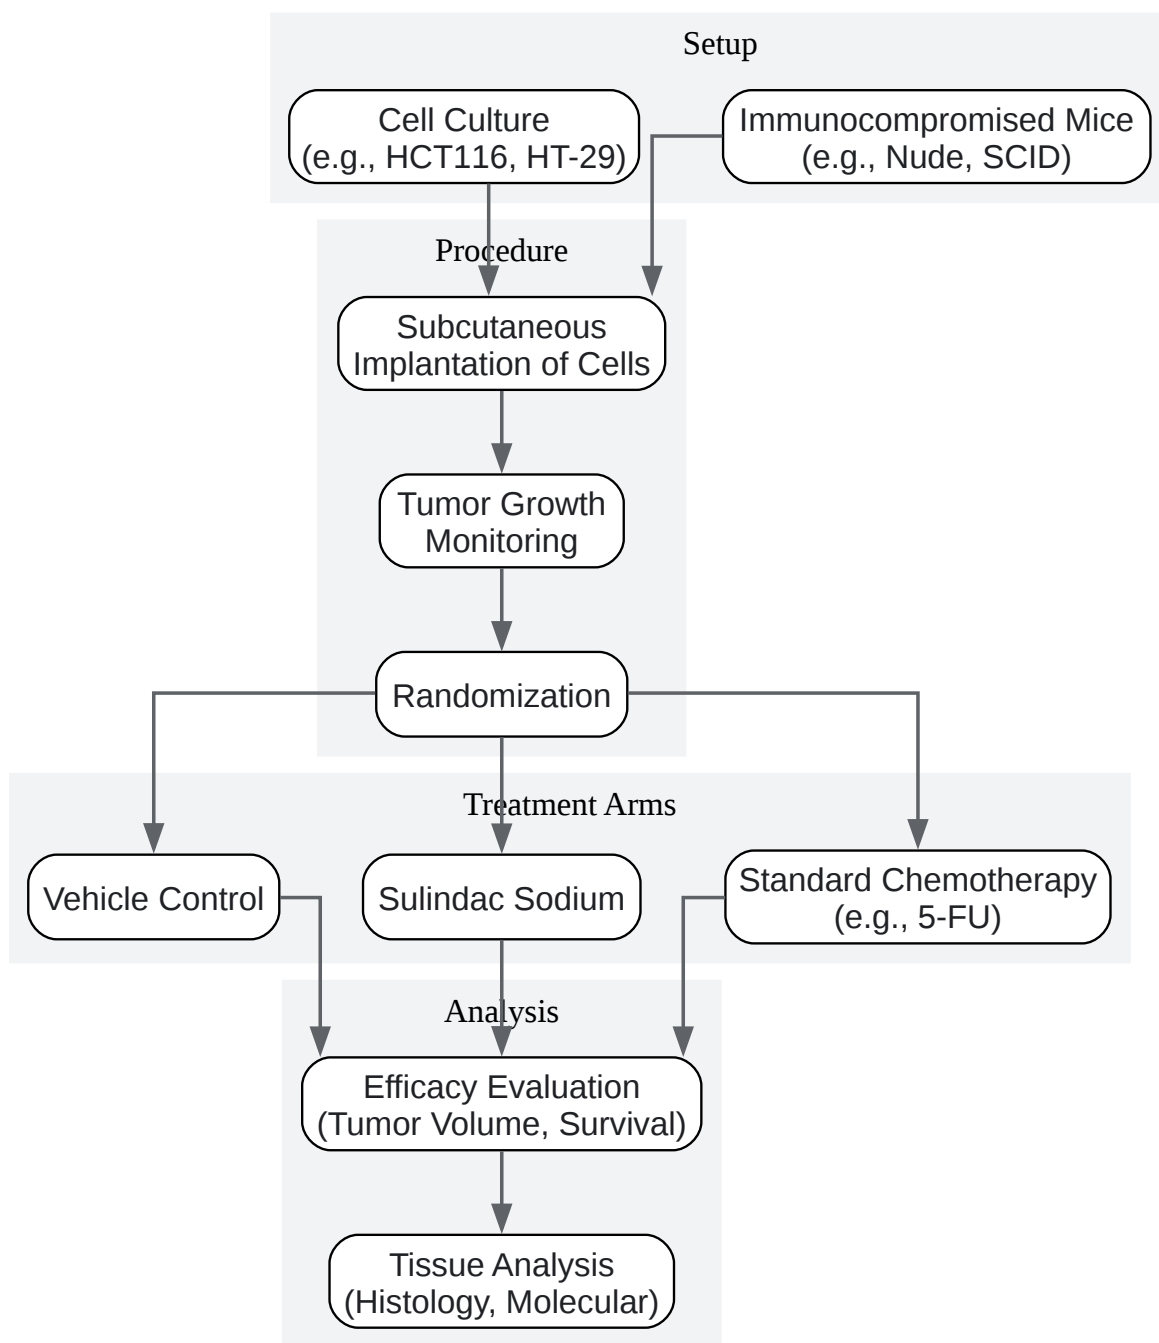 Setup
Cell Culture
(e.g., HCT116, HT-29)
Immunocompromised Mice
(e.g., Nude, SCID)
Procedure
Subcutaneous
Implantation of Cells
Tumor Growth
Monitoring
Randomization
Treatment Arms
Vehicle Control
Sulindac Sodium
Standard Chemotherapy
(e.g., 5-FU)
Analysis
Efficacy Evaluation
(Tumor Volume, Survival)
Tissue Analysis
(Histology, Molecular)